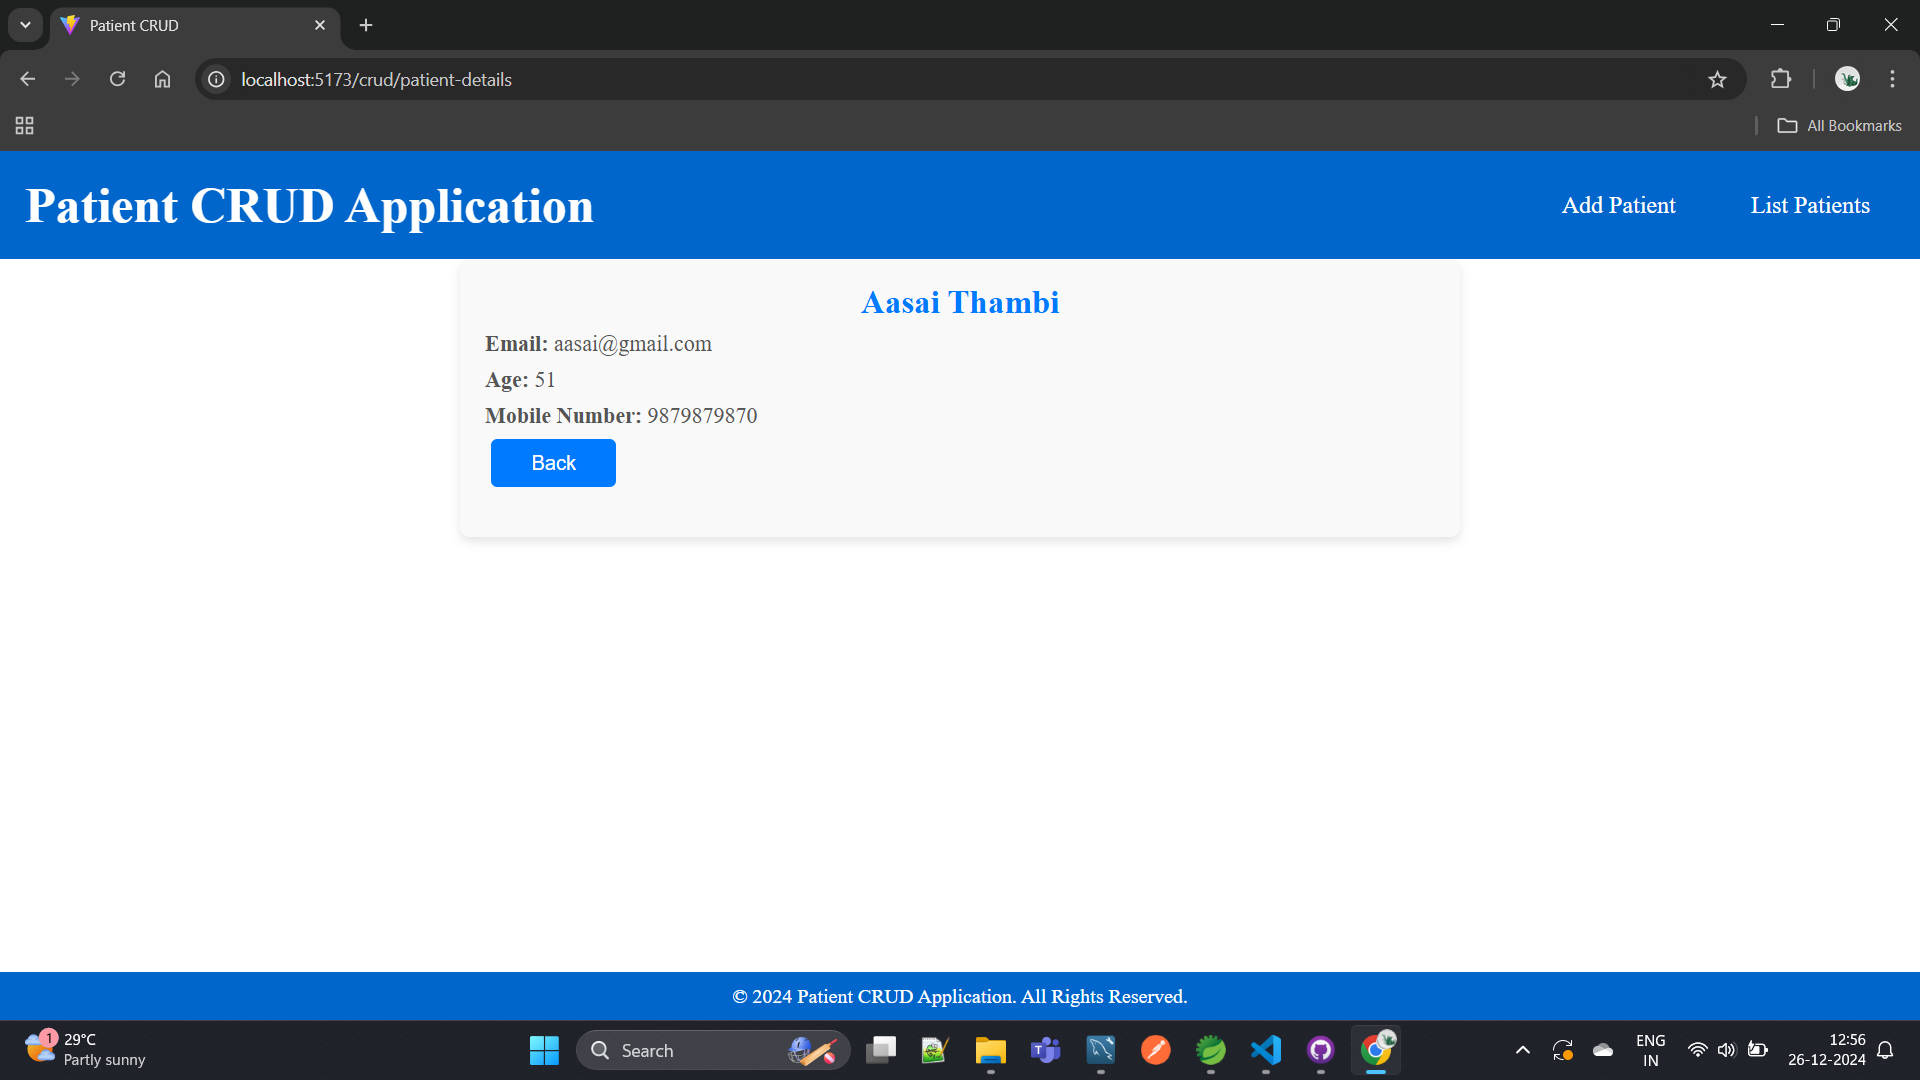 Patient CRUD
localhost:5173/crud/patient-details
All Bookmarks
Patient CRUD Application
Add Patient
List Patients
Aasai Thambi
Email: aasai@gmail.com
Age: 51
Mobile Number: 9879879870
Back
© 2024 Patient CRUD Application. All Rights Reserved.
1
29°C
Partly sunny
Search
ENG
IN
12:56
26-12-2024